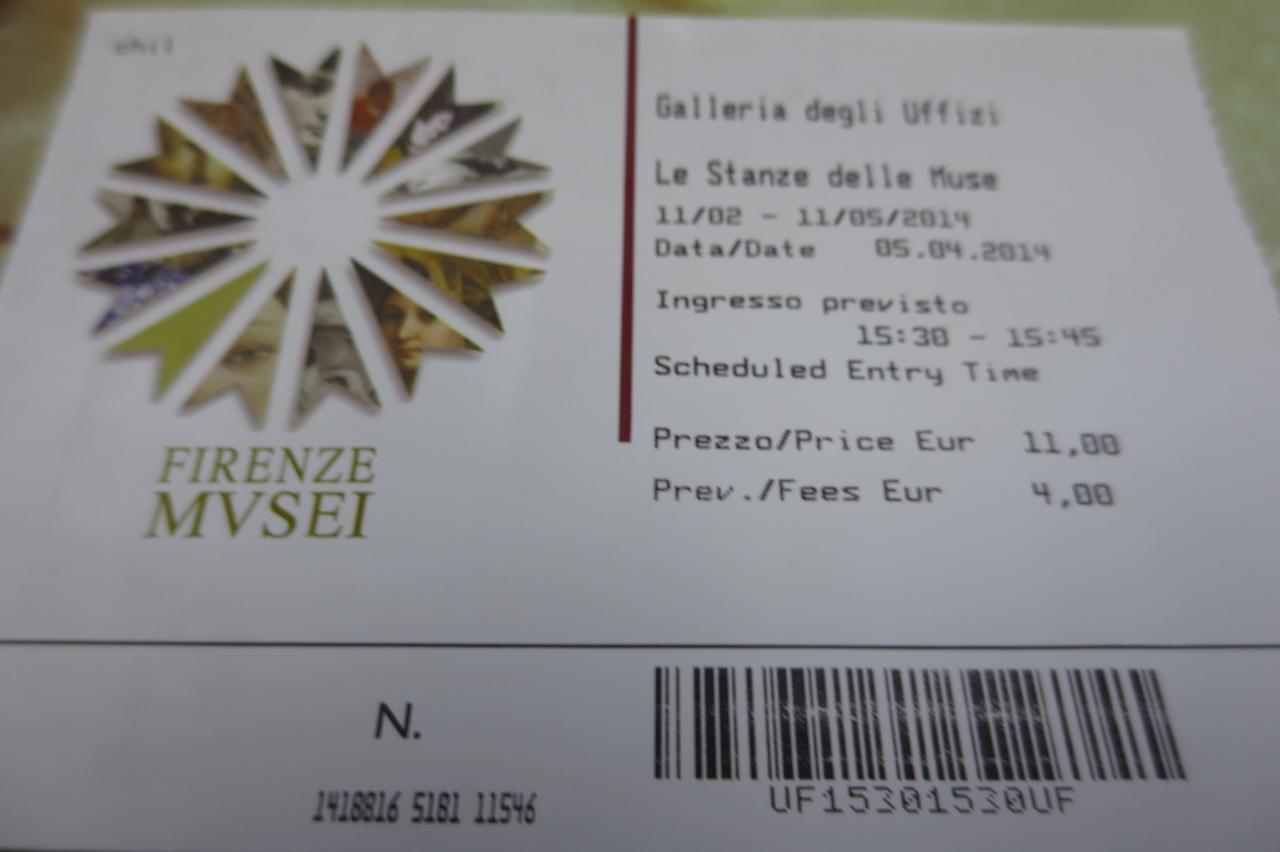 FIRENZE
MVSEI
Galleria degli Uffizi
Le Stanze delle Muse
11/02 - 11/05/2014
Data/Date 05.04.2014
Ingresso previsto
15:30 - 15:45
Scheduled Entry Time
Prezzo/Price Eur 11,00
Prev./Fees Eur 4,00
N.
1418816 5181 11546
UF15301530UF